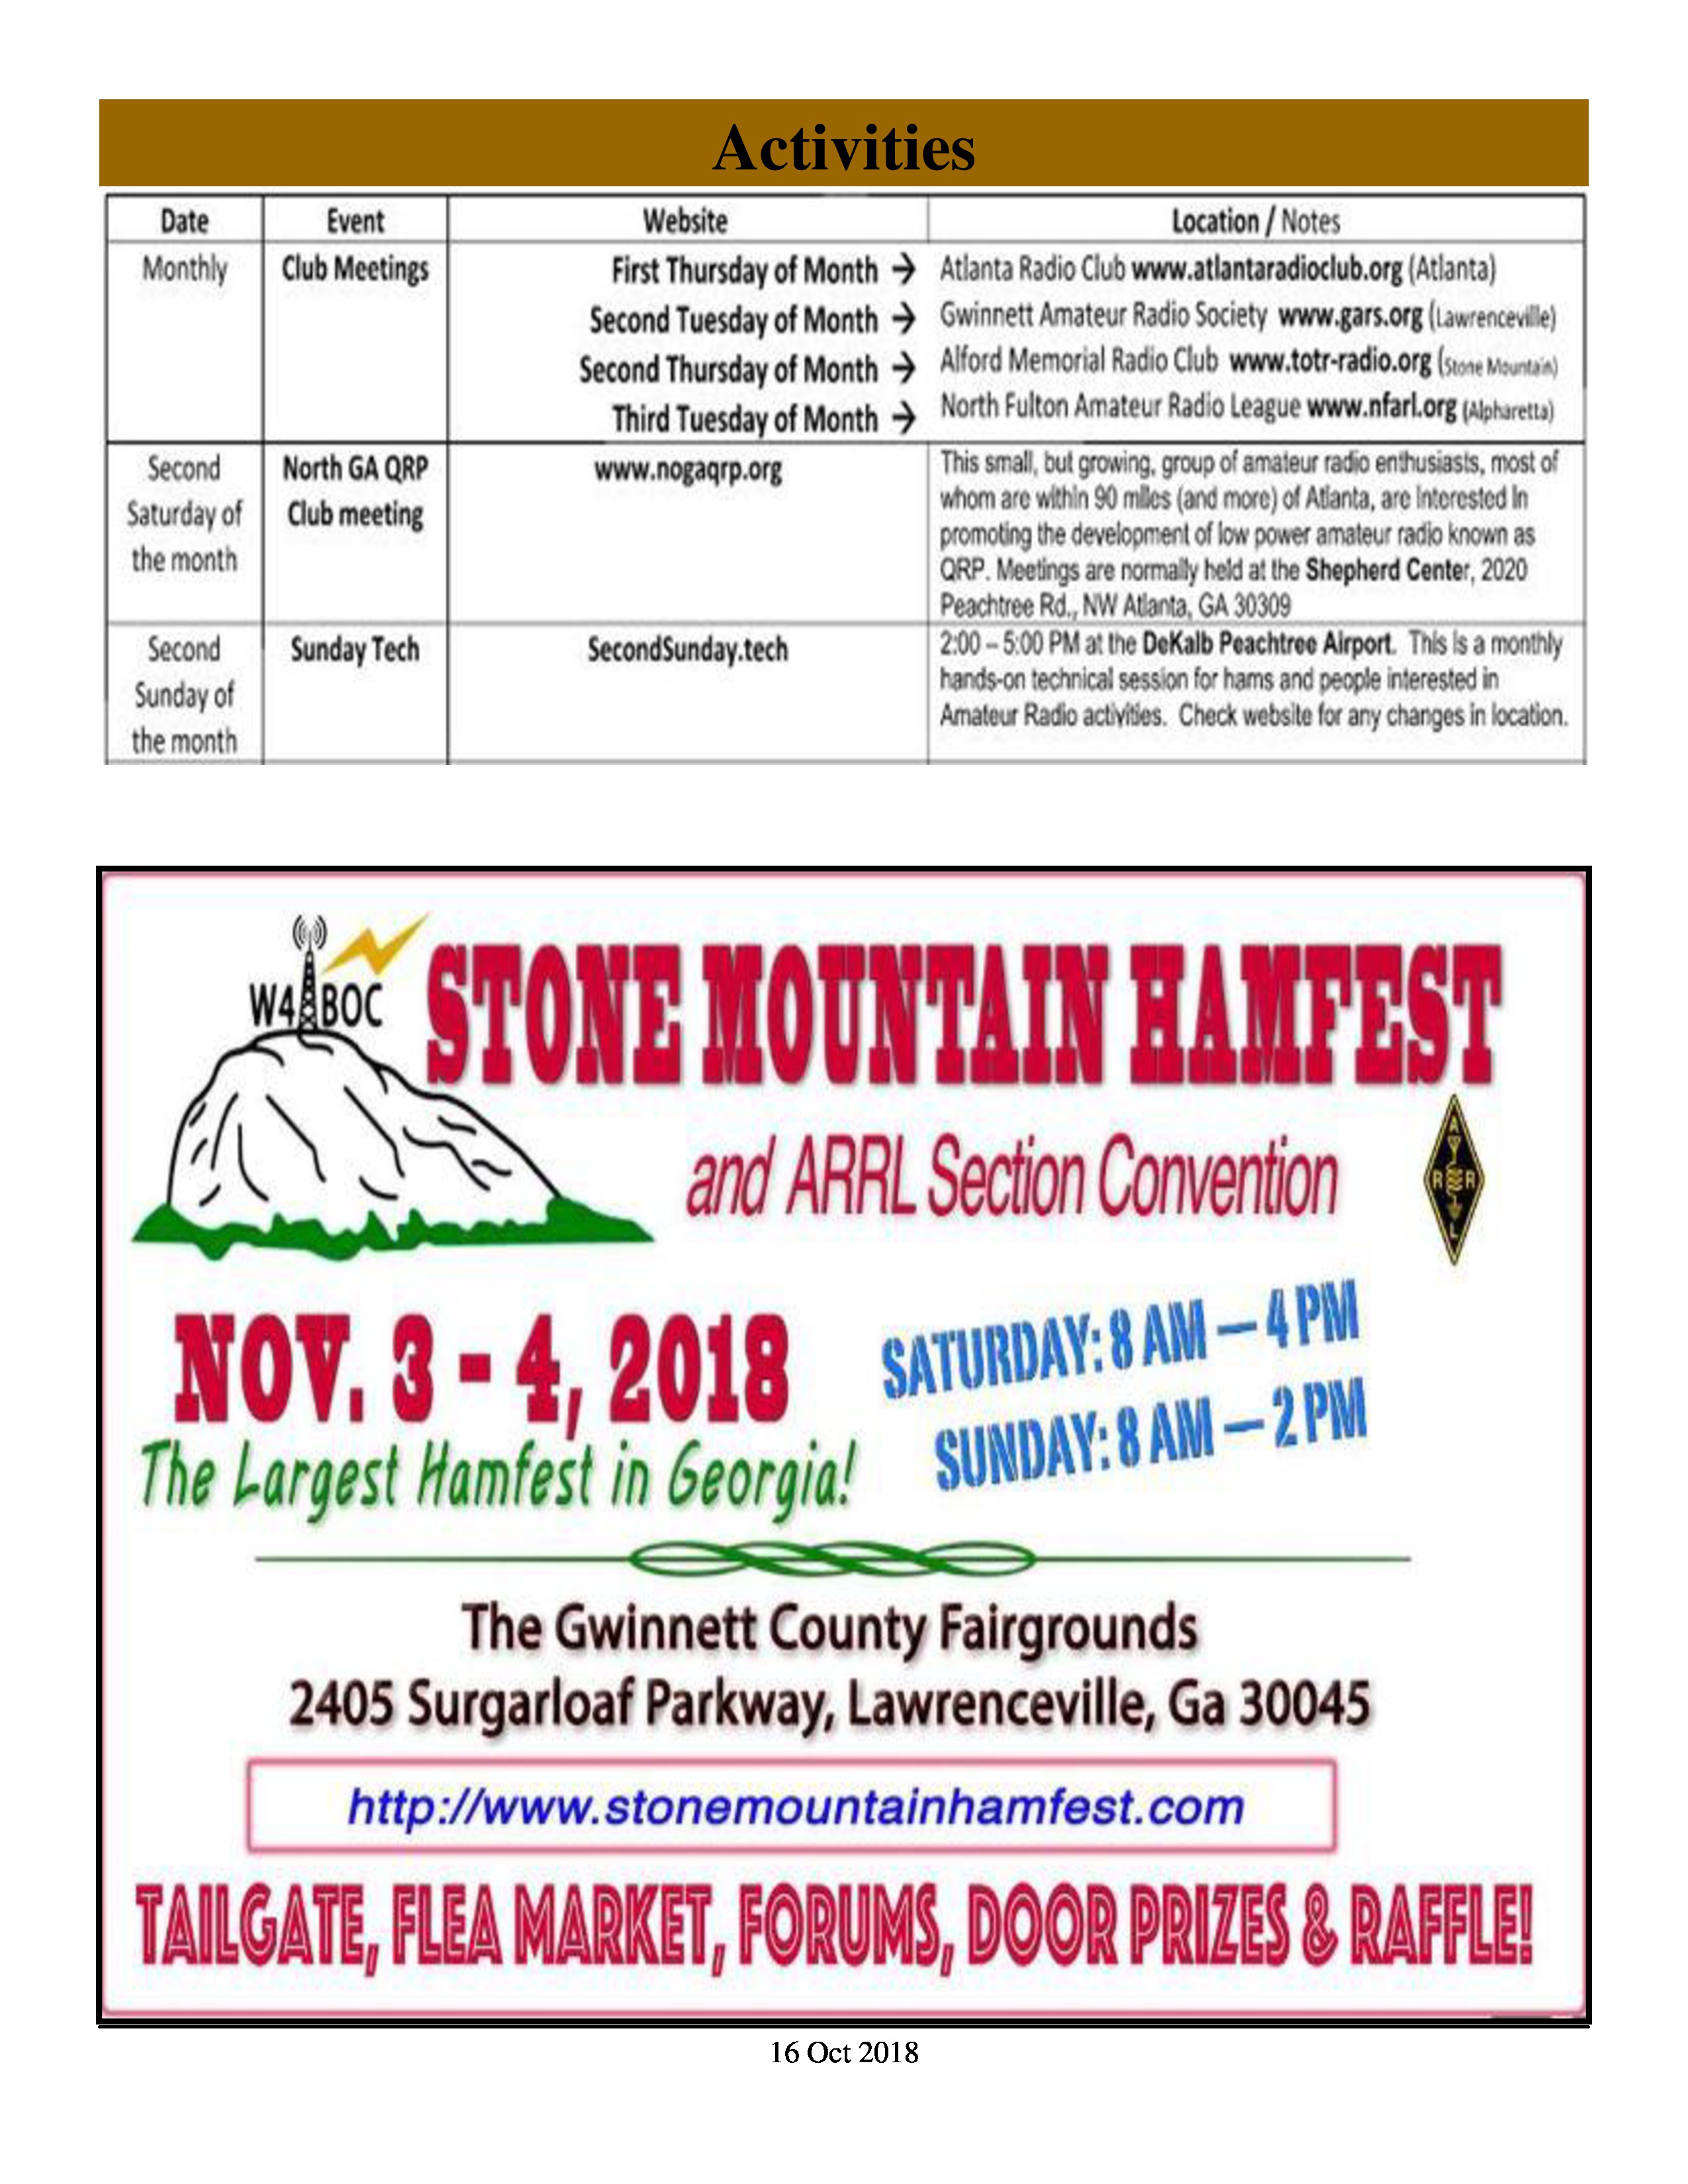 Activities
Date Event Website Location / Notes
Monthly Club Meetings First Thursday of Month → Atlanta Radio Club www.atlantaradioclub.org (Atlanta)
Second Tuesday of Month → Gwinnett Amateur Radio Society www.gars.org (Lawrenceville)
Second Thursday of Month → Alford Memorial Radio Club www.totr-radio.org (Stone Mountain)
Third Tuesday of Month → North Fulton Amateur Radio League www.nfarl.org (Alpharetta)
Second
Saturday of
the month
North GA QRP
Club meeting
www.nogaqrp.org
This small, but growing, group of amateur radio enthusiasts, most of
whom are within 90 miles (and more) of Atlanta, are interested in
promoting the development of low power amateur radio known as
QRP. Meetings are normally held at the Shepherd Center, 2020
Peachtree Rd., NW Atlanta, GA 30309
Second
Sunday of
the month
Sunday Tech
SecondSunday.tech
2:00 – 5:00 PM at the DeKalb Peachtree Airport. This is a monthly
hands-on technical session for hams and people interested in
Amateur Radio activities. Check website for any changes in location.
W4BOC
STONE MOUNTAIN HAMFEST
and ARRL Section Convention
A
R R
L
NOV. 3 - 4, 2018
SATURDAY: 8 AM — 4 PM
SUNDAY: 8 AM — 2 PM
The Largest Hamfest in Georgia!
The Gwinnett County Fairgrounds
2405 Surgarloaf Parkway, Lawrenceville, Ga 30045
http://www.stonemountainhamfest.com
TAILGATE, FLEA MARKET, FORUMS, DOOR PRIZES & RAFFLE!
16 Oct 2018